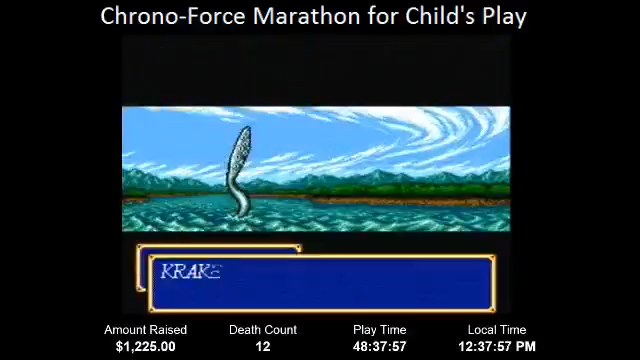 Chrono-Force Marathon for Child's Play
KRAKE
Amount Raised Death Count Play Time Local Time
$1,225.00 12 48:37:57 12:37:57 PM